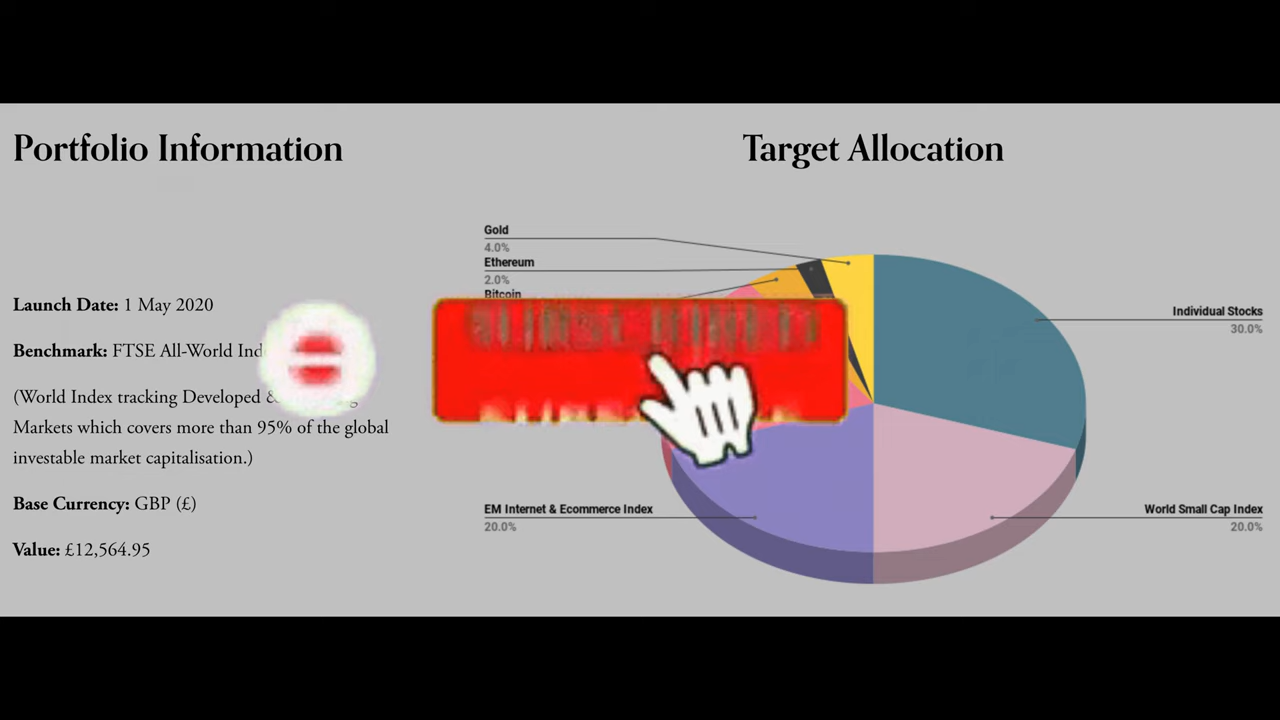 Portfolio Information
Target Allocation
Launch Date: 1 May 2020
Benchmark: FTSE All-World
(World Index tracking Developed
Markets which covers more than 95% of the global
investable market capitalisation.)
Base Currency: GBP (£)
Value: £12,564.95
Gold
4.0%
Ethereum
2.0%
Bitcoin
Individual Stocks
30.0%
EM Internet & Ecommerce Index
20.0%
World Small Cap Index
20.0%